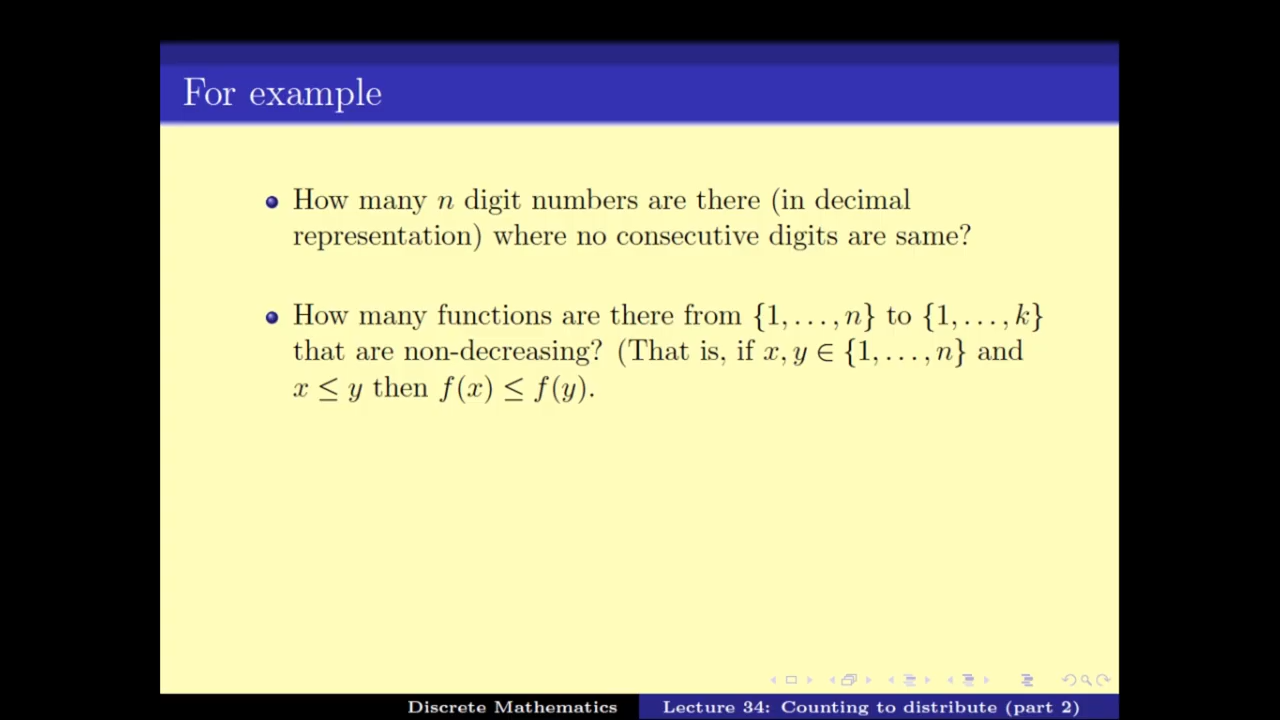 For example
How many n digit numbers are there (in decimal
representation) where no consecutive digits are same?
How many functions are there from {1, . . . , n} to {1, . . . , k}
that are non-decreasing? (That is, if x, y ∈ {1, . . . , n} and
x ≤ y then f(x) ≤ f(y).
Discrete Mathematics
Lecture 34: Counting to distribute (part 2)